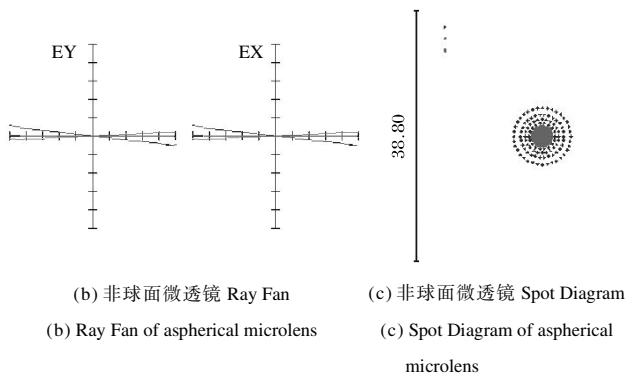 EY
EX
38.80
(b) 非球面微透镜 Ray Fan
(b) Ray Fan of aspherical microlens
(c) 非球面微透镜 Spot Diagram
(c) Spot Diagram of aspherical
microlens